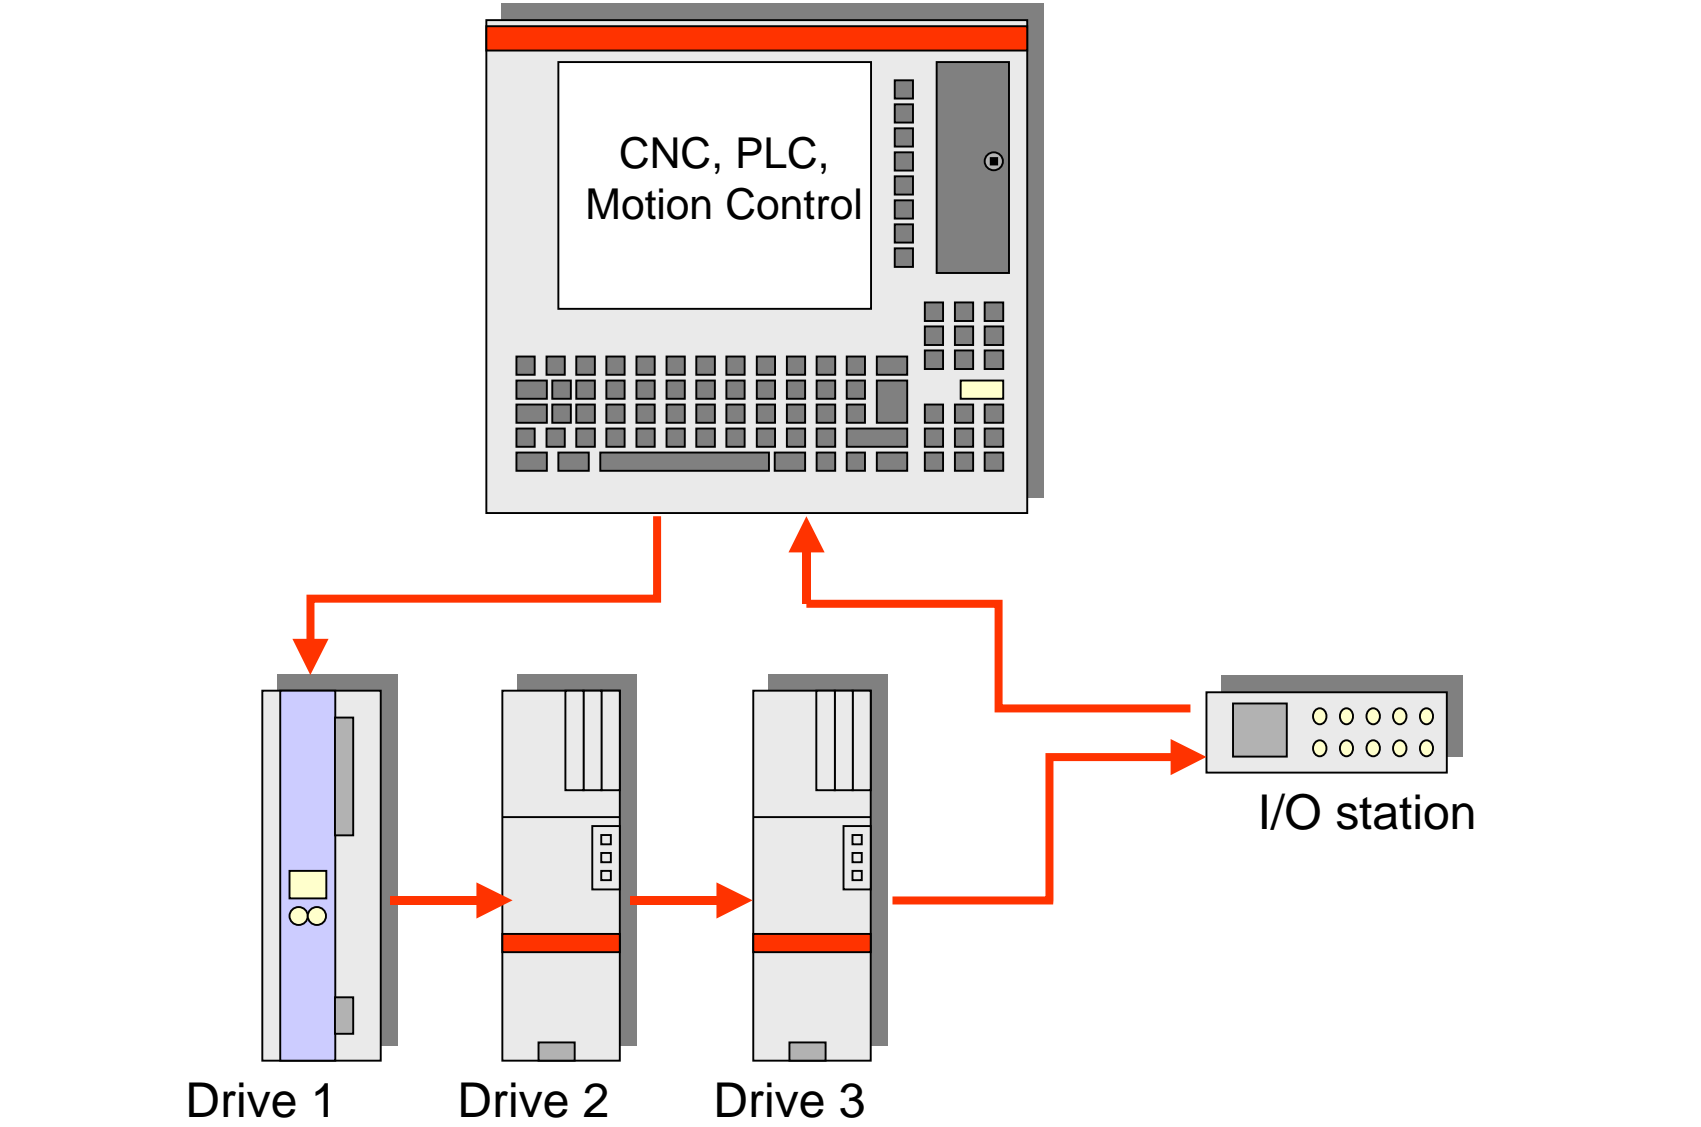 CNC, PLC,
Motion Control
I/O station
Drive 1
Drive 2
Drive 3